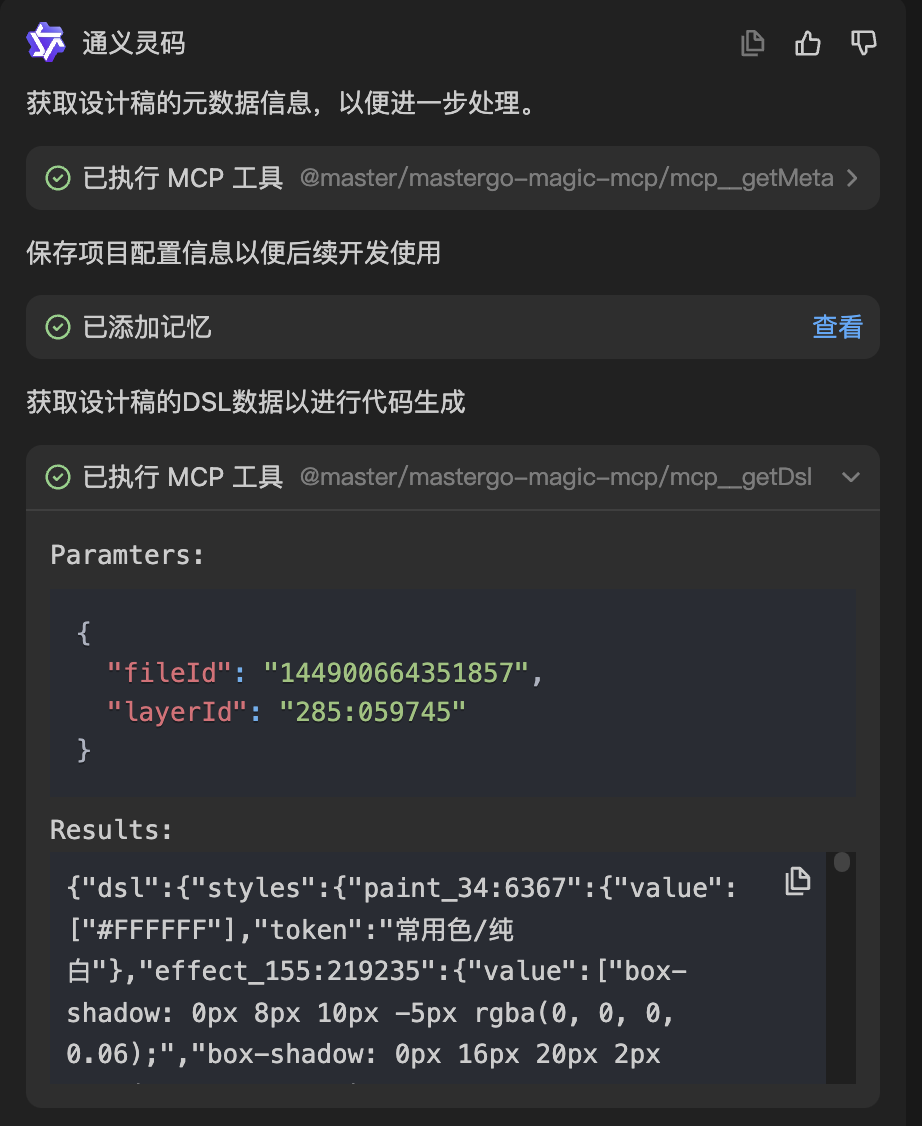 通义灵码
获取设计稿的元数据信息，以便进一步处理。
已执行 MCP 工具 @master/mastergo-magic-mcp/mcp__getMeta
保存项目配置信息以便后续开发使用
已添加记忆 查看
获取设计稿的DSL数据以进行代码生成
已执行 MCP 工具 @master/mastergo-magic-mcp/mcp__getDsl
Paramters:
{
"fileId": "144900664351857",
"layerId": "285:059745"
}
Results:
{"dsl":{"styles":{"paint_34:6367":{"value":
["#FFFFFF"],"token":"常用色/纯
白"},"effect_155:219235":{"value":["box-
shadow: 0px 8px 10px -5px rgba(0, 0, 0,
0.06);","box-shadow: 0px 16px 20px 2px